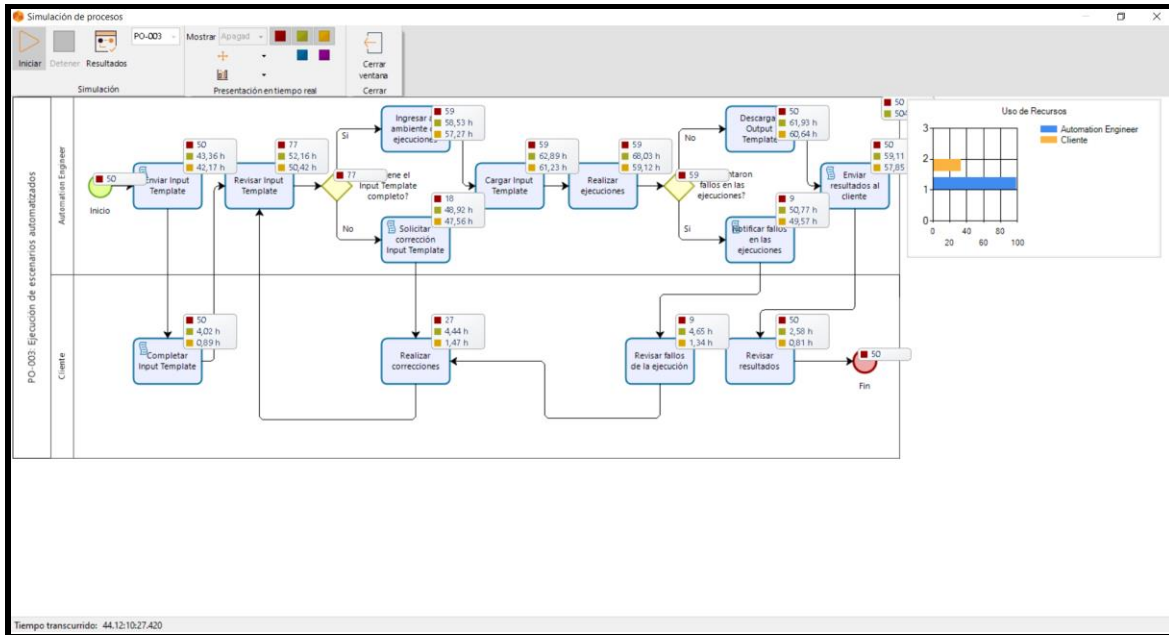 Simulación de procesos
Iniciar
Detener
Resultados
PO-003
Simulación
Mostrar
Apagad
Presentación en tiempo real
Cerrar
ventana
Cerrar
PO-003: Ejecución de escenarios automatizados
Automation Engineer
Inicio
50
Enviar Input
Template
50
43,36 h
42,17 h
Revisar Input
Template
77
52,16 h
50,42 h
77
Input Template
completo?
Si
No
Ingresar a
ambiente
ejecuciones
59
58,53 h
57,27 h
Solicitar
corrección
Input Template
18
48,92 h
47,56 h
Cargar Input
Template
59
62,89 h
61,23 h
Realizar
ejecuciones
59
68,03 h
59,12 h
59
fallos en las
ejecuciones?
No
Si
Descarga
Output
Template
50
61,93 h
60,64 h
Notificar fallos
en las
ejecuciones
9
50,77 h
49,57 h
Enviar
resultados al
cliente
50
59,11
57,85
50
504
Cliente
Completar
Input Template
50
4,02 h
0,89 h
Realizar
correcciones
27
4,44 h
1,47 h
Revisar fallos
de la ejecución
9
4,65 h
1,34 h
Revisar
resultados
50
2,58 h
0,81 h
50
Fin
Uso de Recursos
3
2
1
0
0 20 40 60 80 100
Automation Engineer
Cliente
Tiempo transcurrido: 44.12:10:27.420